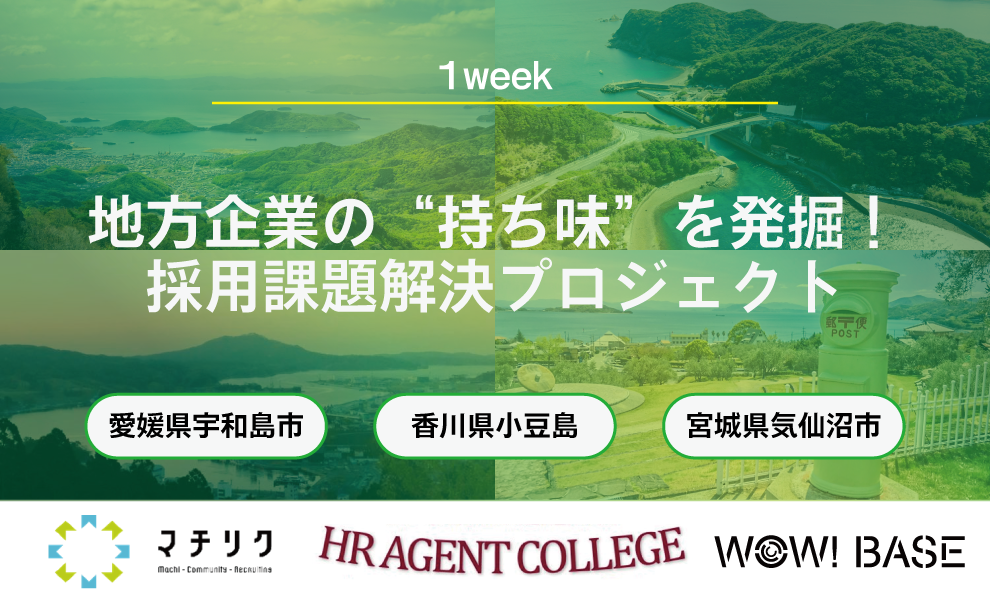 1week
地方企業の“持ち味”を発掘！
採用課題解決プロジェクト
郵〒便
POST
愛媛県宇和島市
香川県小豆島
宮城県気仙沼市
マチリク
Machi - Community - Recruiting
HR AGENT COLLEGE
WOW! BASE